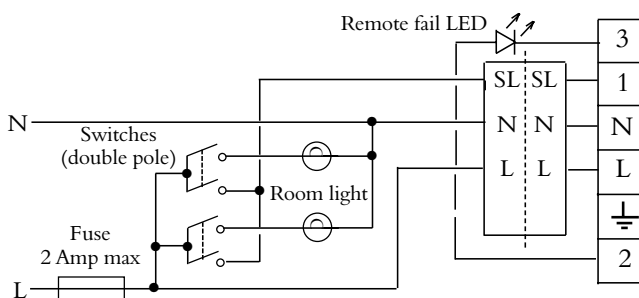 Remote fail LED
3
SL SL 1
N N N N
Switches
(double pole)
L L L
Room light
Fuse
2 Amp max
2
L